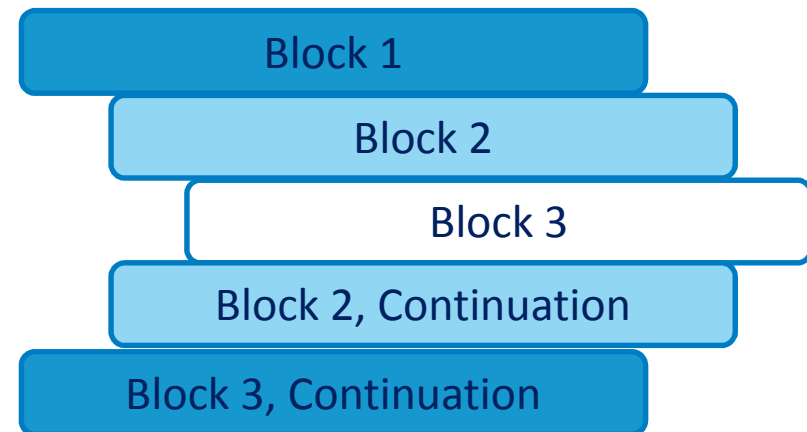 Block 1
Block 2
Block 3
Block 2, Continuation
Block 3, Continuation